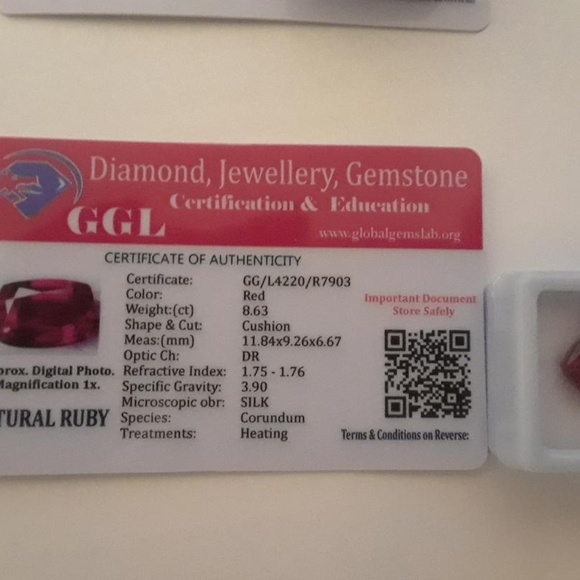 Diamond, Jewellery, Gemstone
Certification & Education
GGL
www.globalgemslab.org
CERTIFICATE OF AUTHENTICITY
Certificate: GG/L4220/R7903
Color: Red
Weight:(ct) 8.63
Shape & Cut: Cushion
Meas:(mm) 11.84x9.26x6.67
Optic Ch: DR
Refractive Index: 1.75 - 1.76
Specific Gravity: 3.90
Microscopic obr: SILK
Species: Corundum
Treatments: Heating
prox. Digital Photo.
Magnification 1x.
TURAL RUBY
Important Document
Store Safely
Terms & Conditions on Reverse: